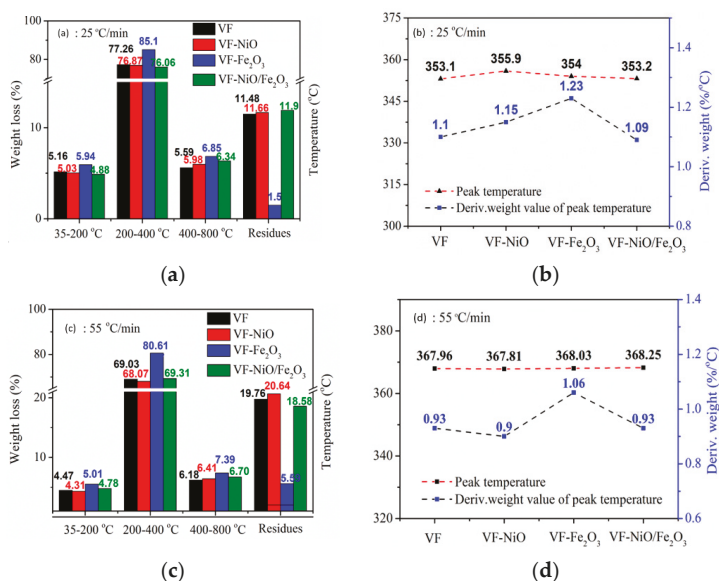 (a) : 25 °C/min
VF
VF-NiO
VF-Fe2O3
VF-NiO/Fe2O3
Weight loss (%)
100
80
60
10
5
0
77.26
76.87
85.1
76.06
5.16
5.03
5.94
4.88
5.59
5.98
6.85
6.34
11.48
11.66
1.5
11.9
35-200 °C 200-400 °C 400-800 °C Residues
(a)
(b) : 25 °C/min
Temperature (°C)
375
360
345
330
315
300
353.1 355.9 354 353.2
1.1 1.15 1.23 1.09
Peak temperature
Deriv.weight value of peak temperature
1.4
1.2
1.0
0.8
Deriv. weight (%/°C)
VF VF-NiO VF-Fe2O3 VF-NiO/Fe2O3
(b)
(c) : 55 °C/min
VF
VF-NiO
VF-Fe2O3
VF-NiO/Fe2O3
Weight loss (%)
100
80
60
20
10
69.03
68.07
80.61
69.31
4.47
4.31
5.01
4.78
6.18
6.41
7.39
6.70
19.76
20.64
18.58
35-200 °C 200-400 °C 400-800 °C Residues
(c)
(d) : 55 °C/min
Temperature (°C)
380
360
340
320
367.96 367.81 368.03 368.25
0.93 0.9 1.06 0.93
Peak temperature
Deriv.weight value of peak temperature
1.4
1.2
1.0
0.8
0.6
Deriv. weight (%/°C)
VF VF-NiO VF-Fe2O3 VF-NiO/Fe2O3
(d)